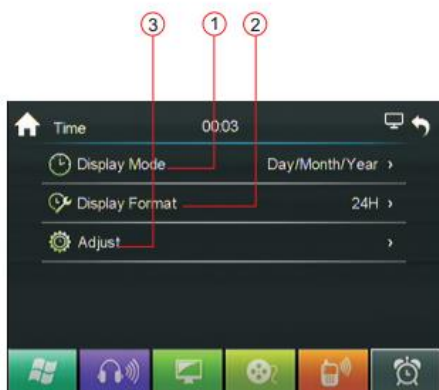 3 1 2
Time 00:03
Display Mode Day/Month/Year ›
Display Format 24H ›
Adjust ›